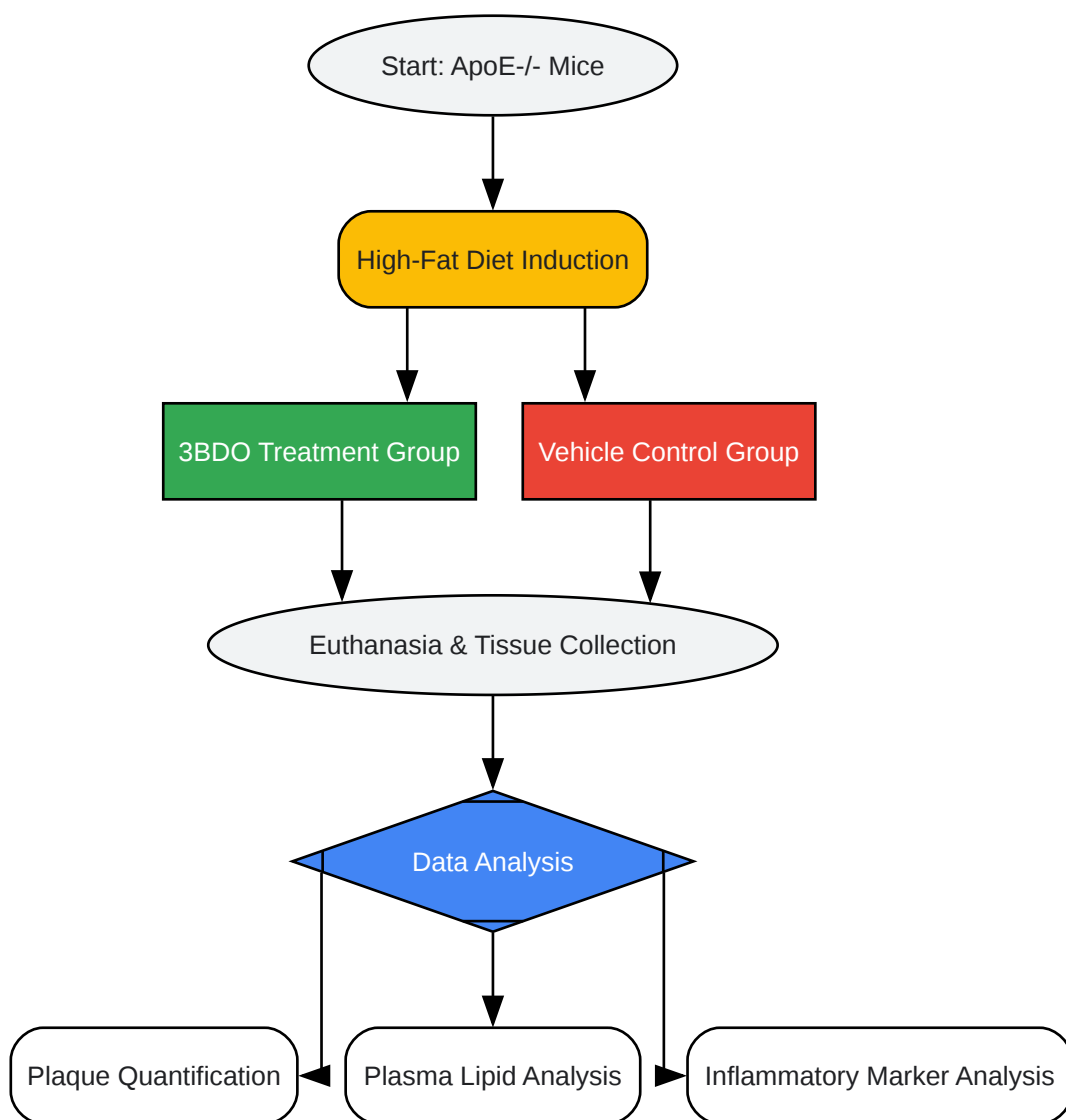 Start: ApoE-/- Mice
High-Fat Diet Induction
3BDO Treatment Group
Vehicle Control Group
Euthanasia & Tissue Collection
Data Analysis
Plaque Quantification
Plasma Lipid Analysis
Inflammatory Marker Analysis